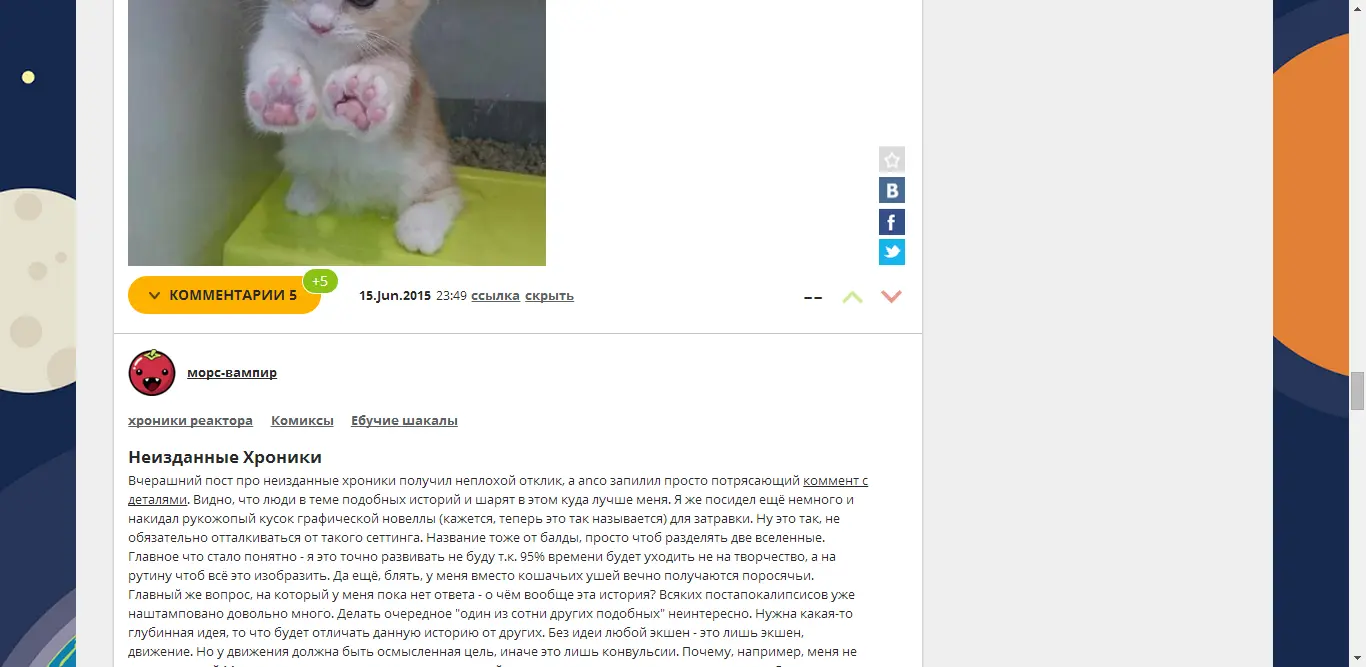 КОММЕНТАРИИ 5
+5
15.Jun.2015 23:49 ссылка скрыть
--
морс-вампир
хроники реактора Комиксы Ебучие шакалы
Неизданные Хроники
Вчерашний пост про неизданные хроники получил неплохой отклик, а anco запилил просто потрясающий коммент с
деталями. Видно, что люди в теме подобных историй и шарят в этом куда лучше меня. Я же посидел ещё немного и
накидал рукожопый кусок графической новеллы (кажется, теперь это так называется) для затравки. Ну это так, не
обязательно отталкиваться от такого сеттинга. Название тоже от балды, просто чтоб разделять две вселенные.
Главное что стало понятно - я это точно развивать не буду т.к. 95% времени будет уходить не на творчество, а на
рутину чтоб всё это изобразить. Да ещё, блять, у меня вместо кошачьих ушей вечно получаются поросячьи.
Главный же вопрос, на который у меня пока нет ответа - о чём вообще эта история? Всяких постапокалипсисов уже
наштамповано довольно много. Делать очередное "один из сотни других подобных" неинтересно. Нужна какая-то
глубинная идея, то что будет отличать данную историю от других. Без идеи любой экшен - это лишь экшен,
движение. Но у движения должна быть осмысленная цель, иначе это лишь конвульсии. Почему, например, меня не